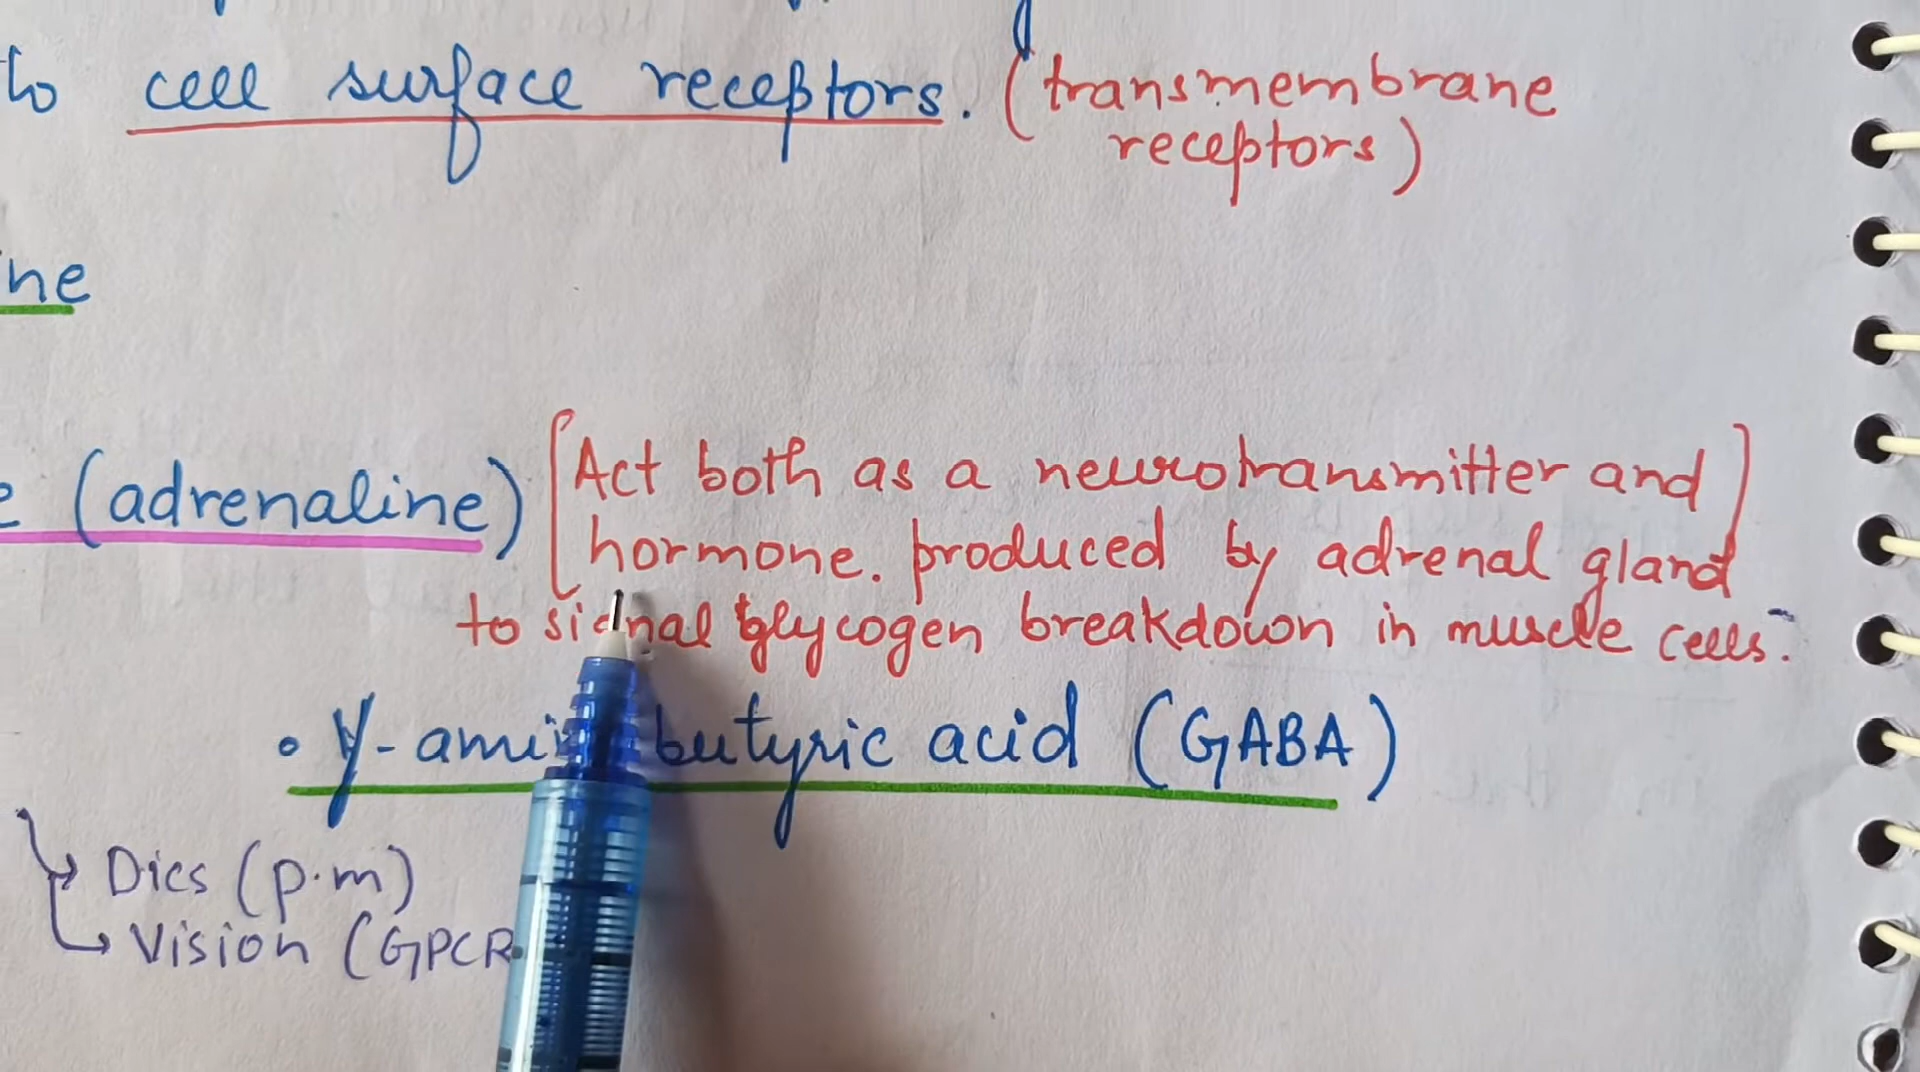 to cell surface receptors. (transmembrane
receptors)
ne
e (adrenaline) [Act both as a neurotransmitter and
hormone. produced by adrenal gland]
to signal glycogen breakdown in muscle cells.
• γ-amino butyric acid (GABA)
Dics (p.m)
Vision (GPCR